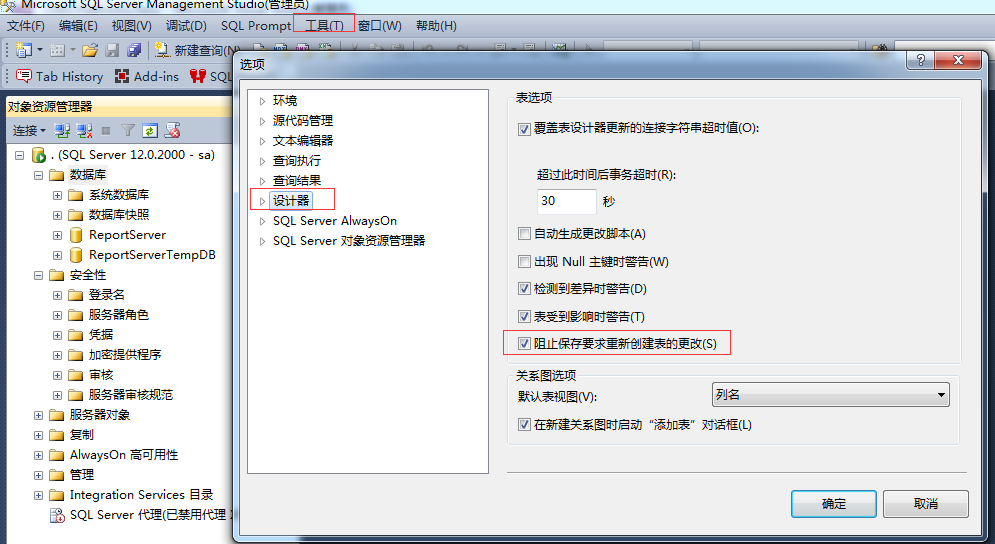 Microsoft SQL Server Management Studio(管理员)
文件(F) 编辑(E) 视图(V) 调试(D) SQL Prompt 工具(T) 窗口(W) 帮助(H)
新建查询(N)
Tab History Add-ins SQL
对象资源管理器
连接
. (SQL Server 12.0.2000 - sa)
数据库
系统数据库
数据库快照
ReportServer
ReportServerTempDB
安全性
登录名
服务器角色
凭据
加密提供程序
审核
服务器审核规范
服务器对象
复制
AlwaysOn 高可用性
管理
Integration Services 目录
SQL Server 代理(已禁用代理
选项
环境
源代码管理
文本编辑器
查询执行
查询结果
设计器
SQL Server AlwaysOn
SQL Server 对象资源管理器
表选项
覆盖表设计器更新的连接字符串超时值(O):
超过此时间后事务超时(R):
30 秒
自动生成更改脚本(A)
出现 Null 主键时警告(W)
检测到差异时警告(D)
表受到影响时警告(T)
阻止保存要求重新创建表的更改(S)
关系图选项
默认表视图(V): 列名
在新建关系图时启动“添加表”对话框(L)
确定 取消